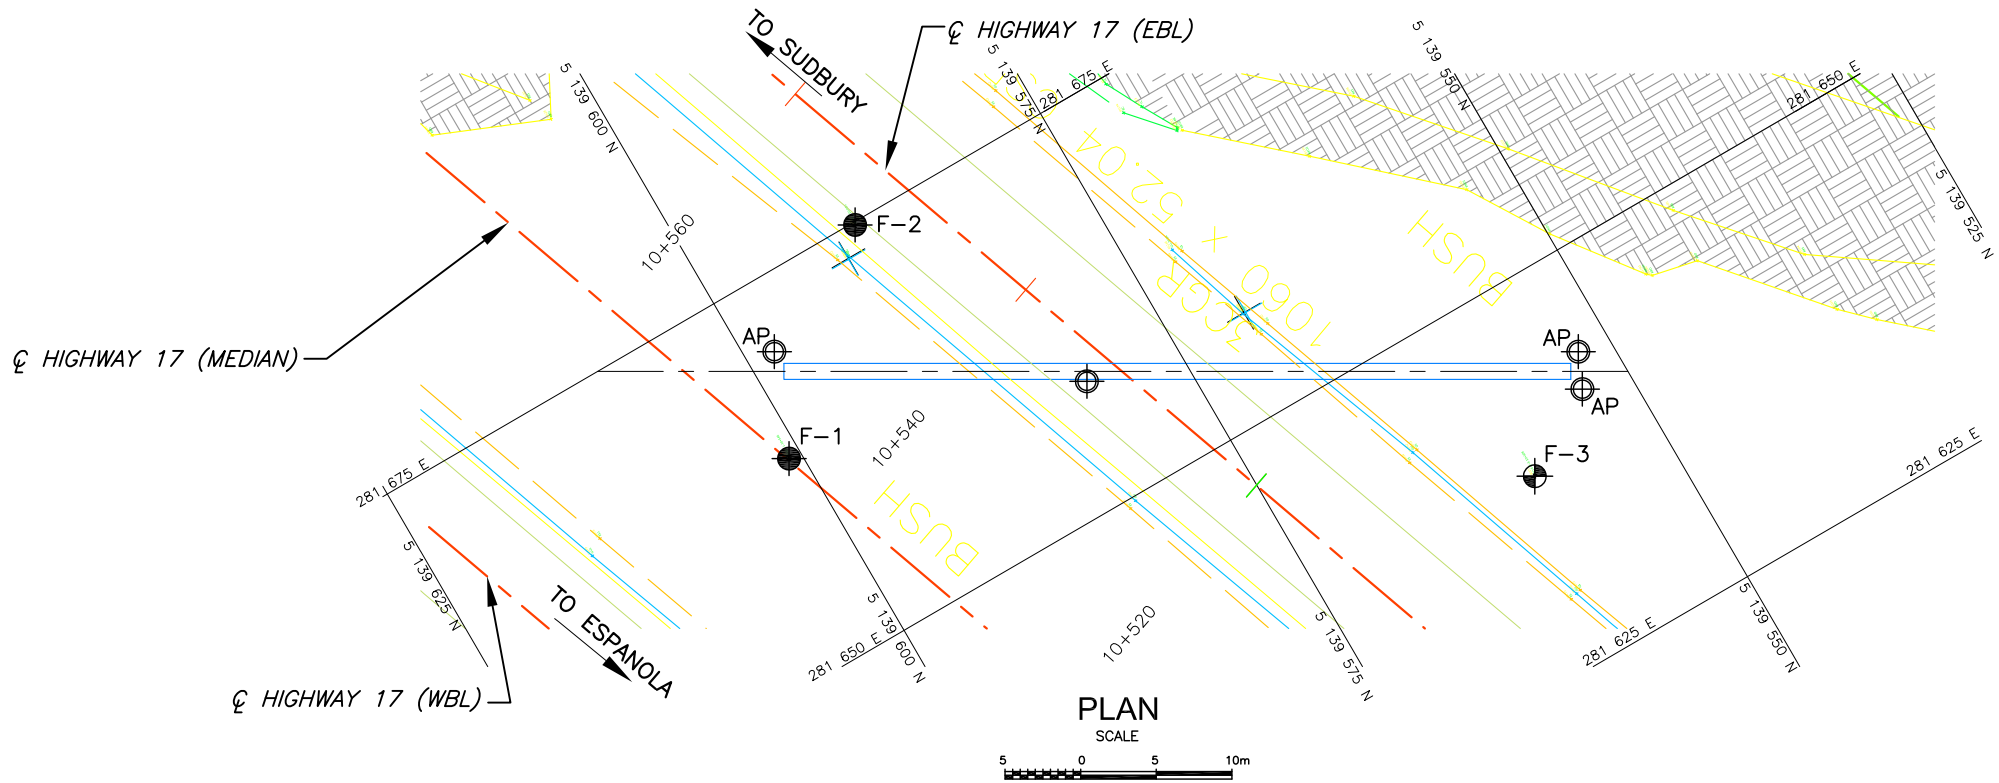 TO SUDBURY
℄ HIGHWAY 17 (EBL)
5 139 600 N
5 139 575 N
281 675 E
5 139 550 N
281 650 E
5 139 525 N
10+560
F-2
3CGR
1060 x 52.04
BUSH
℄ HIGHWAY 17 (MEDIAN)
AP
AP
AP
10+540
F-1
F-3
281 675 E
281 625 E
BUSH
5 139 625 N
TO ESPANOLA
℄ HIGHWAY 17 (WBL)
281 650 E
5 139 600 N
10+520
5 139 575 N
281 625 E
5 139 550 N
PLAN
SCALE
5 0 5 10m